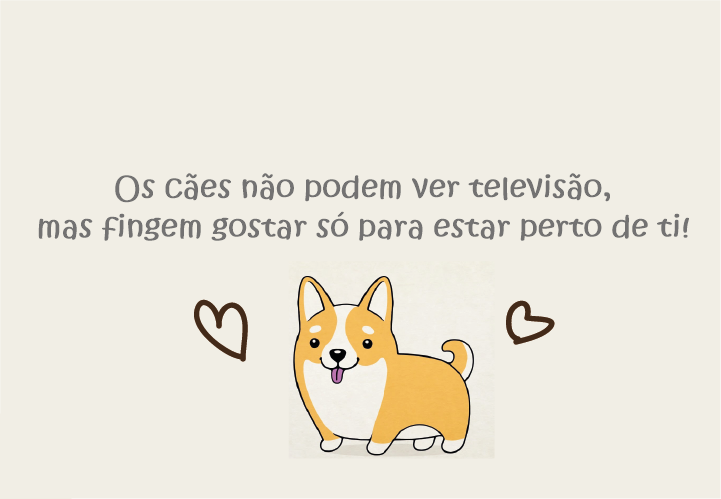 Os cães não podem ver televisão,
mas fingem gostar só para estar perto de ti!